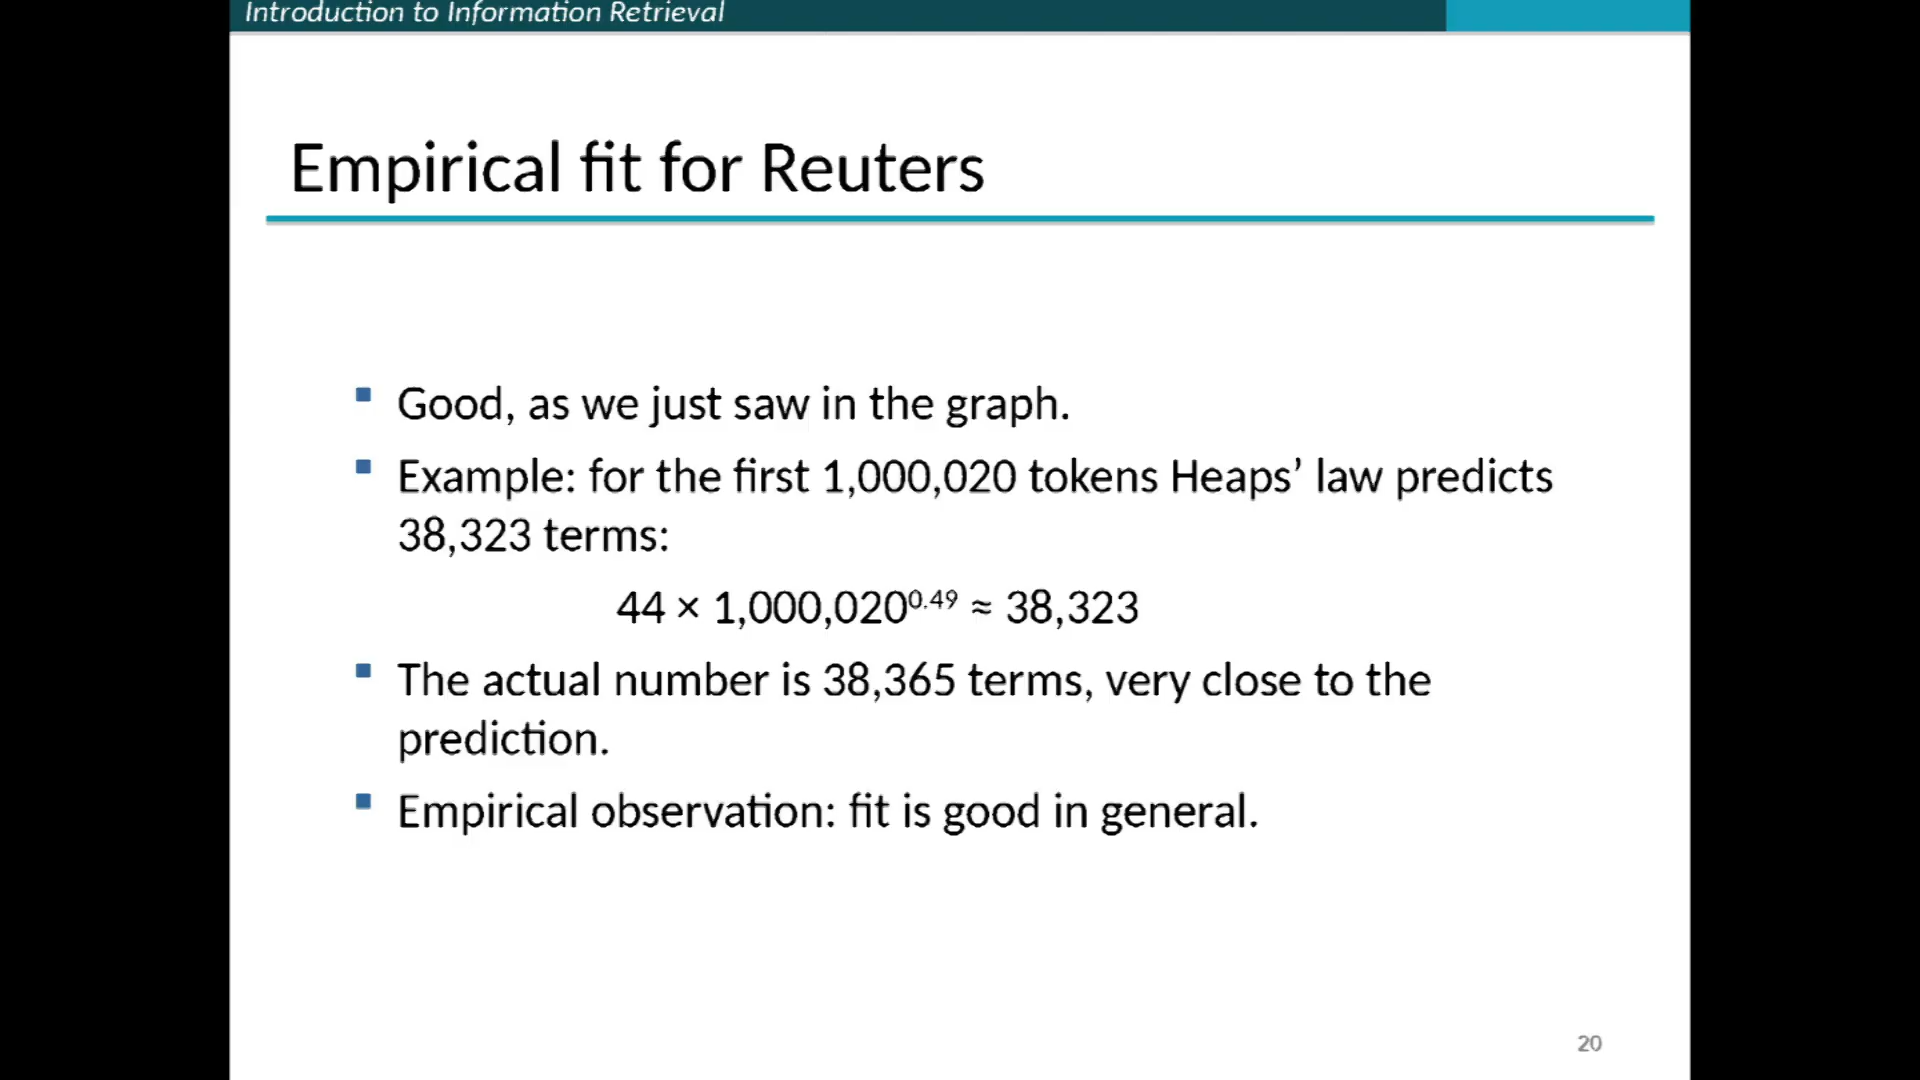 Introduction to Information Retrieval
Empirical fit for Reuters
Good, as we just saw in the graph.
Example: for the first 1,000,020 tokens Heaps’ law predicts
38,323 terms:
44 × 1,000,020^0.49 ≈ 38,323
The actual number is 38,365 terms, very close to the
prediction.
Empirical observation: fit is good in general.
20